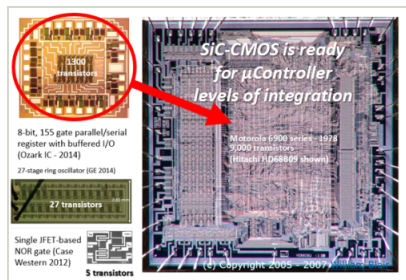 1300
transistors
8-bit, 155 gate parallel/serial
register with buffered I/O
(Ozark IC - 2014)
27-stage ring oscillator (GE 2014)
27 transistors
Single JFET-based
NOR gate (Case
Western 2012)
5 transistors
SiC-CMOS is ready
for µController
levels of integration
Motorola 6900 series - 1978
9,000 transistors
(Hitachi HD68B09 shown)
(c) Copyright 2005 - 2007